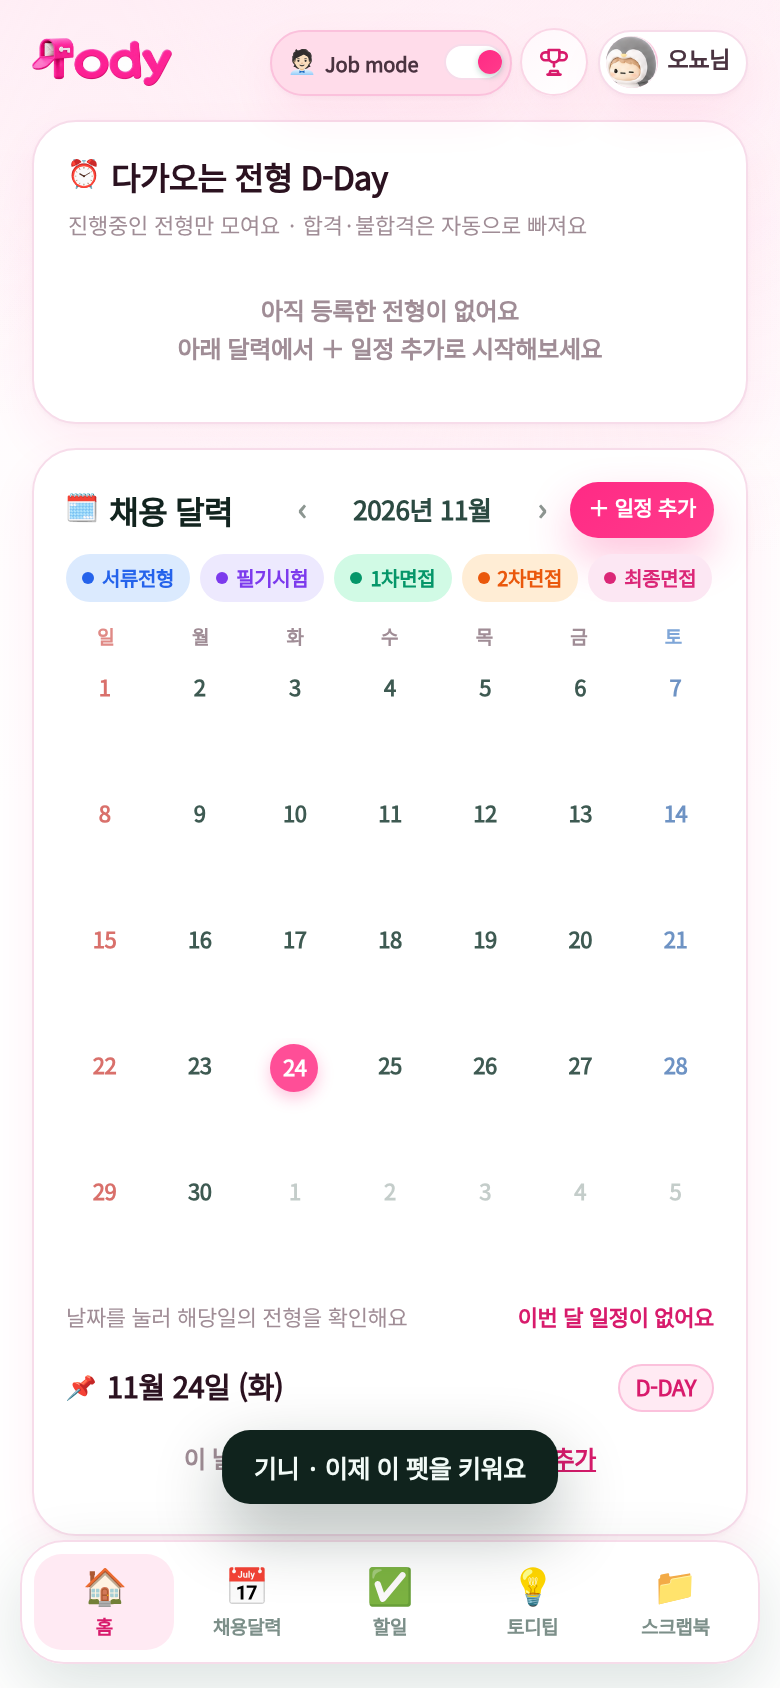 Tody
Job mode
오뇨님
다가오는 전형 D-Day
진행중인 전형만 모여요 · 합격·불합격은 자동으로 빠져요
아직 등록한 전형이 없어요
아래 달력에서 + 일정 추가로 시작해보세요
채용 달력
‹ 2026년 11월 ›
+ 일정 추가
서류전형 필기시험 1차면접 2차면접 최종면접
일 월 화 수 목 금 토
1 2 3 4 5 6 7
8 9 10 11 12 13 14
15 16 17 18 19 20 21
22 23 24 25 26 27 28
29 30 1 2 3 4 5
날짜를 눌러 해당일의 전형을 확인해요
이번 달 일정이 없어요
11월 24일 (화)
D-DAY
이 추가
기니 · 이제 이 펫을 키워요
July
17
홈 채용달력 할일 토디팁 스크랩북